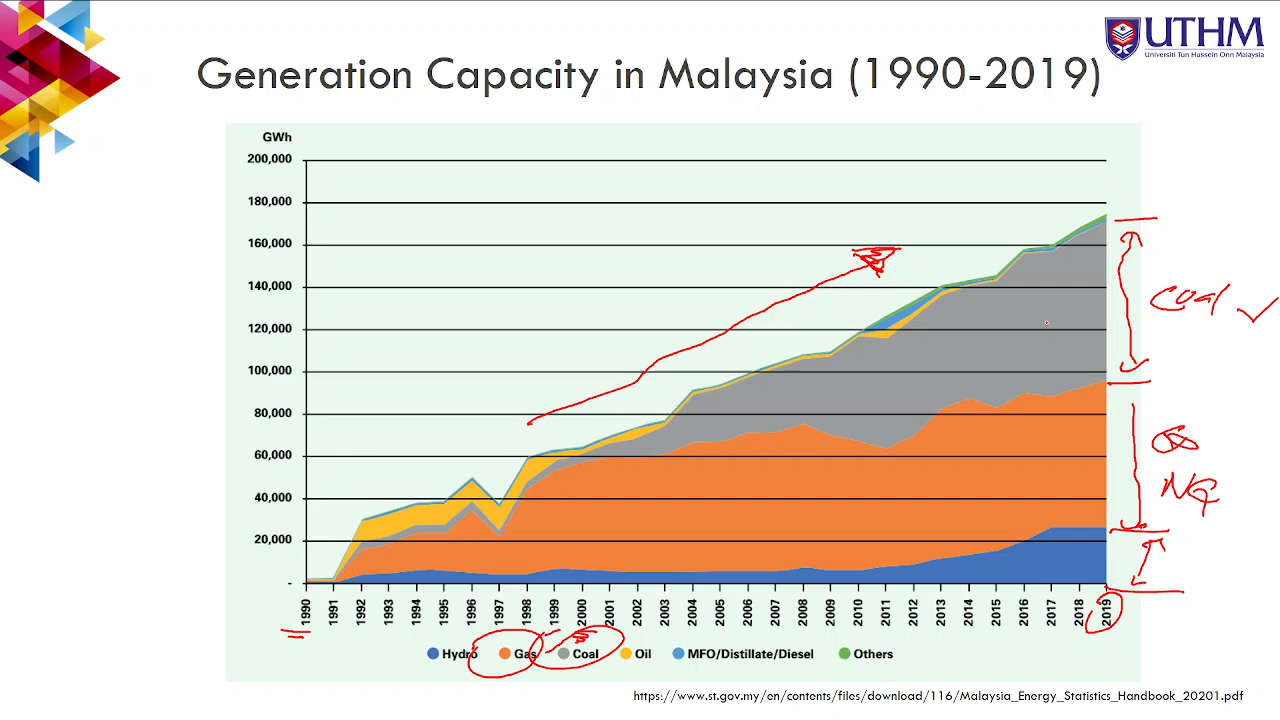 UTHM
Universiti Tun Hussein Onn Malaysia
Generation Capacity in Malaysia (1990-2019)
GWh
200,000
180,000
160,000
140,000
120,000
100,000
80,000
60,000
40,000
20,000
-
1990 1991 1992 1993 1994 1995 1996 1997 1998 1999 2000 2001 2002 2003 2004 2005 2006 2007 2008 2009 2010 2011 2012 2013 2014 2015 2016 2017 2018 2019
Hydro Gas Coal Oil MFO/Distillate/Diesel Others
Coal
NG
https://www.st.gov.my/en/contents/files/download/116/Malaysia_Energy_Statistics_Handbook_20201.pdf